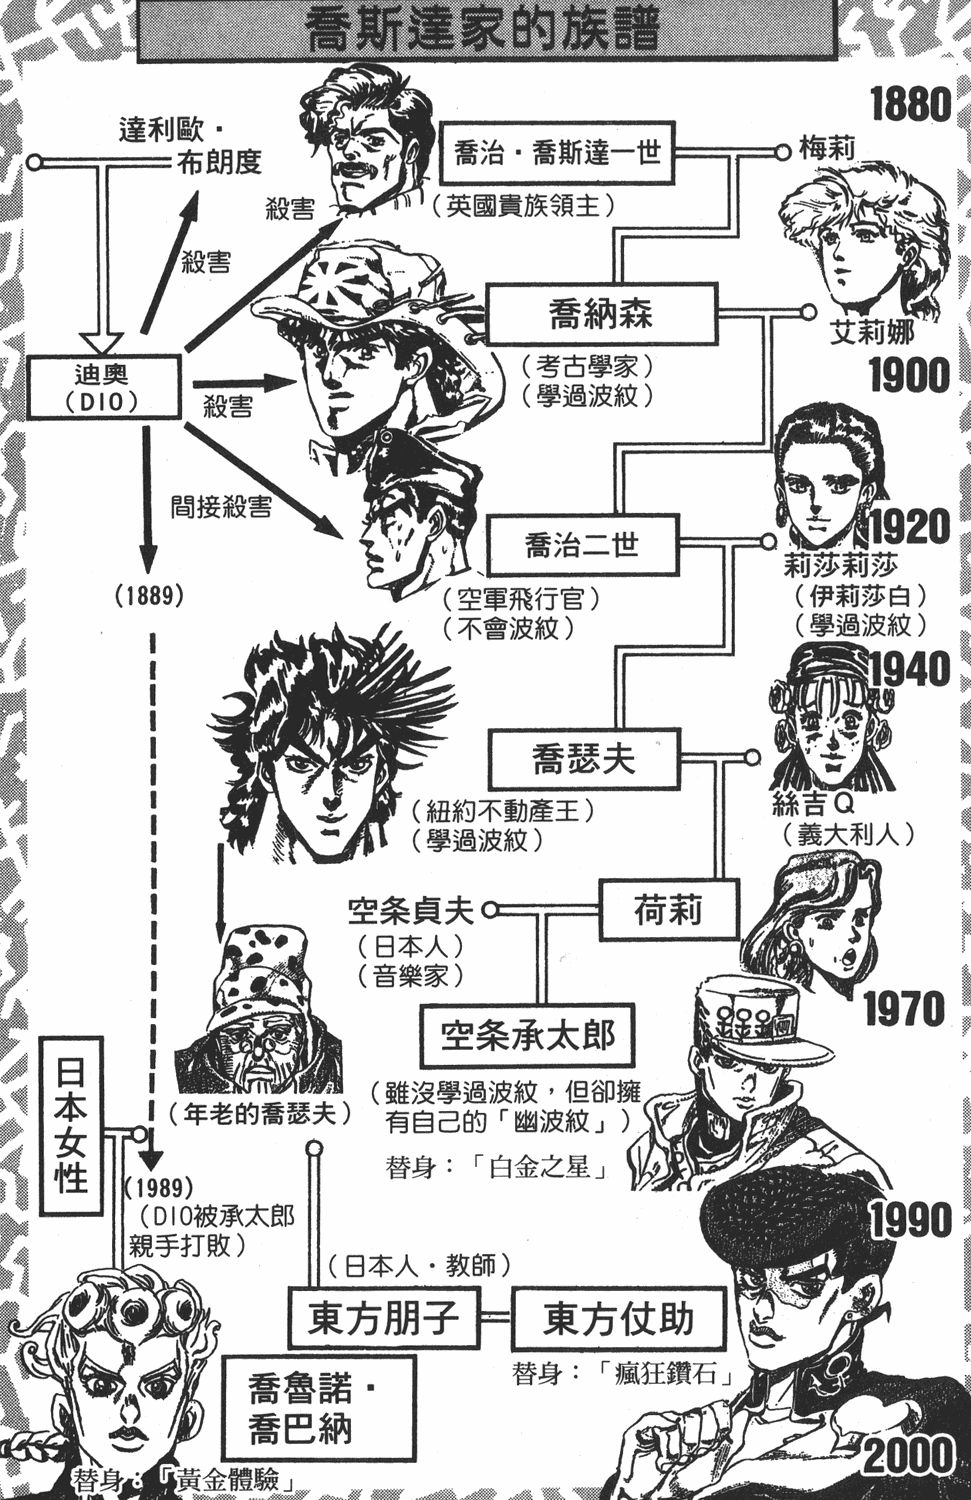 喬斯達家的族譜
1880
達利歐・
布朗度
喬治・喬斯達一世
梅莉
(英國貴族領主)
殺害
殺害
喬納森
艾莉娜
(考古學家)
(學過波紋)
1900
迪奧
(DIO)
殺害
間接殺害
喬治二世
1920
莉莎莉莎
(伊莉莎白)
(學過波紋)
(1889)
(空軍飛行官)
(不會波紋)
1940
喬瑟夫
絲吉Q
(義大利人)
(紐約不動產王)
(學過波紋)
空条貞夫
荷莉
(日本人)
(音樂家)
1970
空条承太郎
日本女性
(年老的喬瑟夫)
(雖沒學過波紋，但卻擁
有自己的「幽波紋」)
替身：「白金之星」
(1989)
(DIO被承太郎
親手打敗)
1990
(日本人・教師)
東方朋子
東方仗助
替身：「瘋狂鑽石」
喬魯諾・
喬巴納
2000
替身：「黃金體驗」